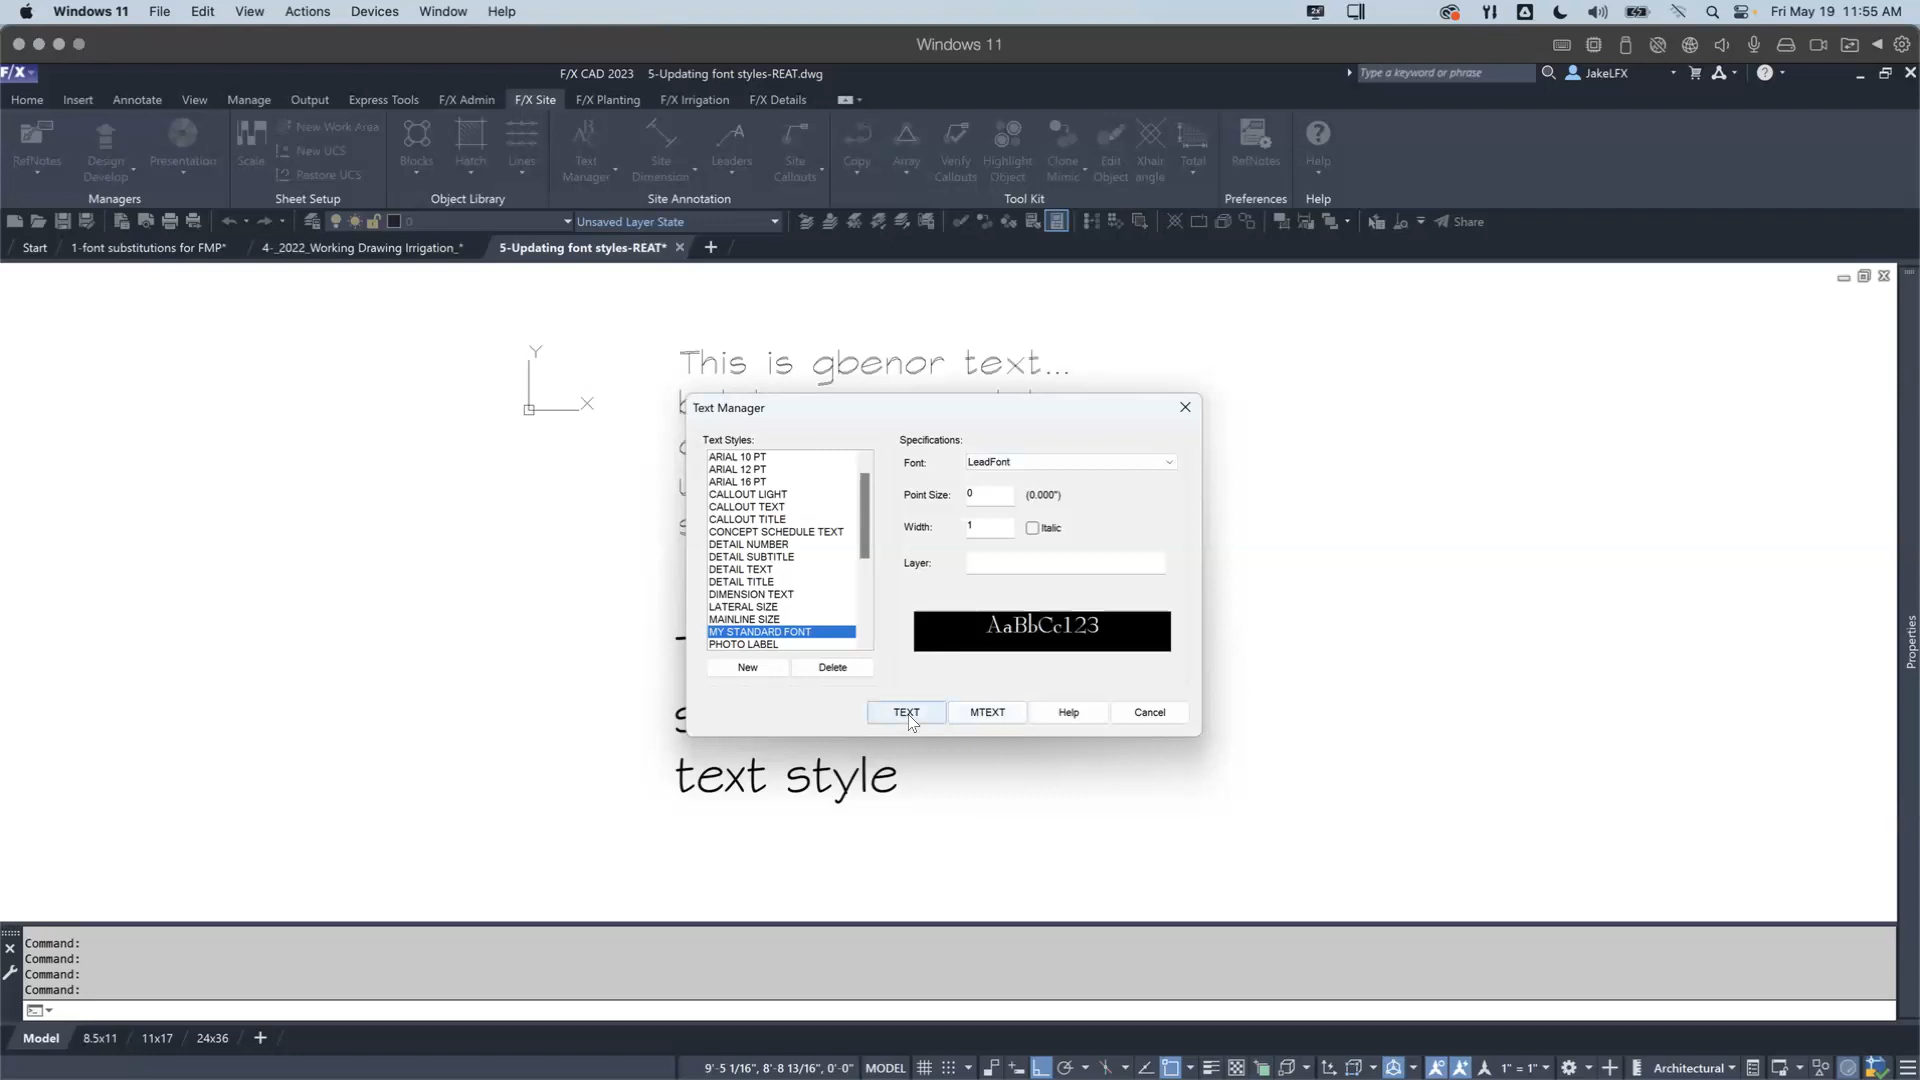 Windows 11 File Edit View Actions Devices Window Help Fri May 19 11:55 AM
Windows 11
F/X F/X CAD 2023 5-Updating font styles-REAT.dwg Type a keyword or phrase JakeLFX
Home Insert Annotate View Manage Output Express Tools F/X Admin F/X Site F/X Planting F/X Irrigation F/X Details
New Work Area
New UCS
Restore UCS
RefNotes Design Develop Presentation Scale Blocks Hatch Lines Text Manager Site Dimension Leaders Site Callouts Copy Array Verify Callouts Highlight Object Clone Mimic Edit Object Xhair angle Total RefNotes Help
Managers Sheet Setup Object Library Site Annotation Tool Kit Preferences Help
0 Unsaved Layer State Share
Start 1-font substitutions for FMP* 4-_2022_Working Drawing Irrigation_* 5-Updating font styles-REAT*
Y
X
This is gbenor text...
Text Manager
Text Styles:
ARIAL 10 PT
ARIAL 12 PT
ARIAL 16 PT
CALLOUT LIGHT
CALLOUT TEXT
CALLOUT TITLE
CONCEPT SCHEDULE TEXT
DETAIL NUMBER
DETAIL SUBTITLE
DETAIL TEXT
DETAIL TITLE
DIMENSION TEXT
LATERAL SIZE
MAINLINE SIZE
MY STANDARD FONT
PHOTO LABEL
New Delete
Specifications:
Font: LeadFont
Point Size: 0 (0.000")
Width: 1 Italic
Layer:
AaBbCc123
TEXT MTEXT Help Cancel
text style
Properties
Command:
Command:
Command:
Command:
Model 8.5x11 11x17 24x36
9'-5 1/16", 8'-8 13/16", 0'-0" MODEL 1" = 1" Architectural